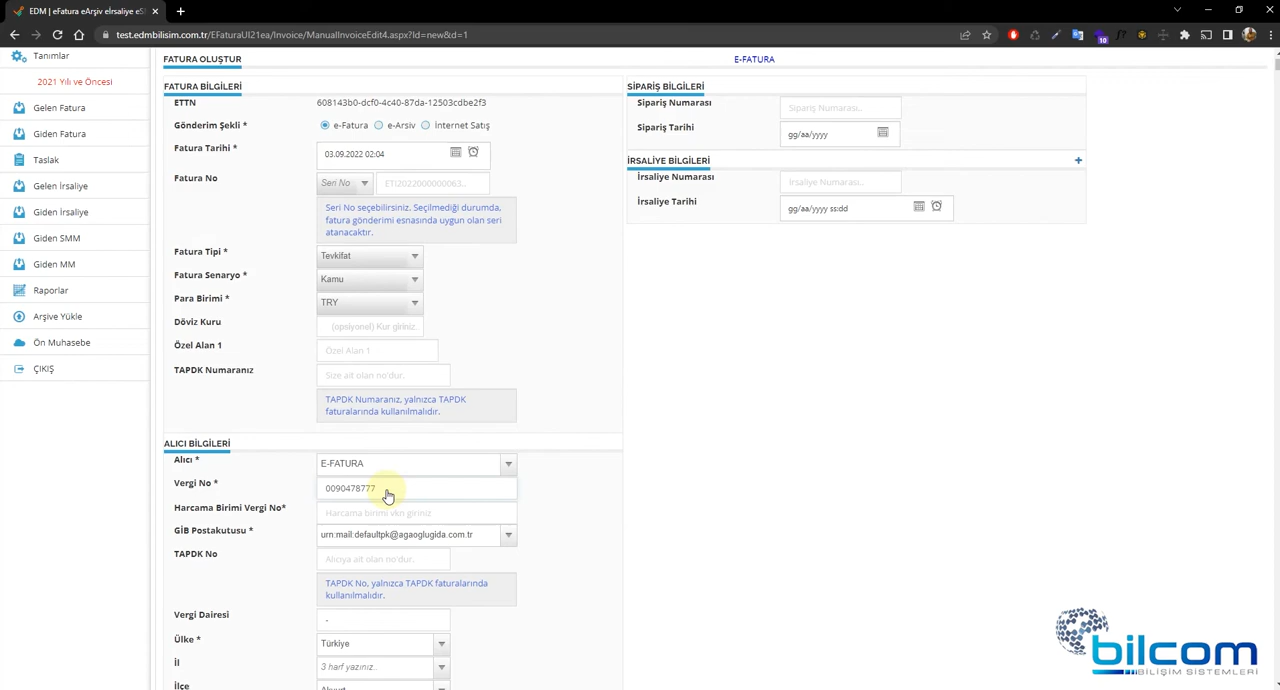 EDM | eFatura eArşiv eIrsaliye eSM
test.edmbilisim.com.tr/EFaturaUI21ea/Invoice/ManualInvoiceEdit4.aspx?Id=new&d=1
10
Tanımlar
2021 Yılı ve Öncesi
Gelen Fatura
Giden Fatura
Taslak
Gelen İrsaliye
Giden İrsaliye
Giden SMM
Giden MM
Raporlar
Arşive Yükle
Ön Muhasebe
ÇIKIŞ
FATURA OLUŞTUR
E-FATURA
FATURA BİLGİLERİ
ETTN 608143b0-dcf0-4c40-87da-12503cdbe2f3
Gönderim Şekli * e-Fatura e-Arsiv İnternet Satış
Fatura Tarihi * 03.09.2022 02:04
Fatura No Seri No ETI2022000000063...
Seri No seçebilirsiniz. Seçilmediği durumda,
fatura gönderimi esnasında uygun olan seri
atanacaktır.
Fatura Tipi * Tevkifat
Fatura Senaryo * Kamu
Para Birimi * TRY
Döviz Kuru (opsiyonel) Kur giriniz.
Özel Alan 1 Özel Alan 1
TAPDK Numaranız Size ait olan no'dur.
TAPDK Numaranız, yalnızca TAPDK
faturalarında kullanılmalıdır.
ALICI BİLGİLERİ
Alıcı * E-FATURA
Vergi No * 0090478777
Harcama Birimi Vergi No* Harcama birimi vkn giriniz
GİB Postakutusu * urn:mail:defaultpk@agaoglugida.com.tr
TAPDK No Alıcıya ait olan no'dur.
TAPDK No, yalnızca TAPDK faturalarında
kullanılmalıdır.
Vergi Dairesi -
Ülke * Türkiye
İl 3 harf yazınız..
İlçe
SİPARİŞ BİLGİLERİ
Sipariş Numarası Sipariş Numarası...
Sipariş Tarihi gg/aa/yyyy
İRSALİYE BİLGİLERİ +
İrsaliye Numarası İrsaliye Numarası...
İrsaliye Tarihi gg/aa/yyyy ss:dd
bilcom
BİLİŞİM SİSTEMLERİ